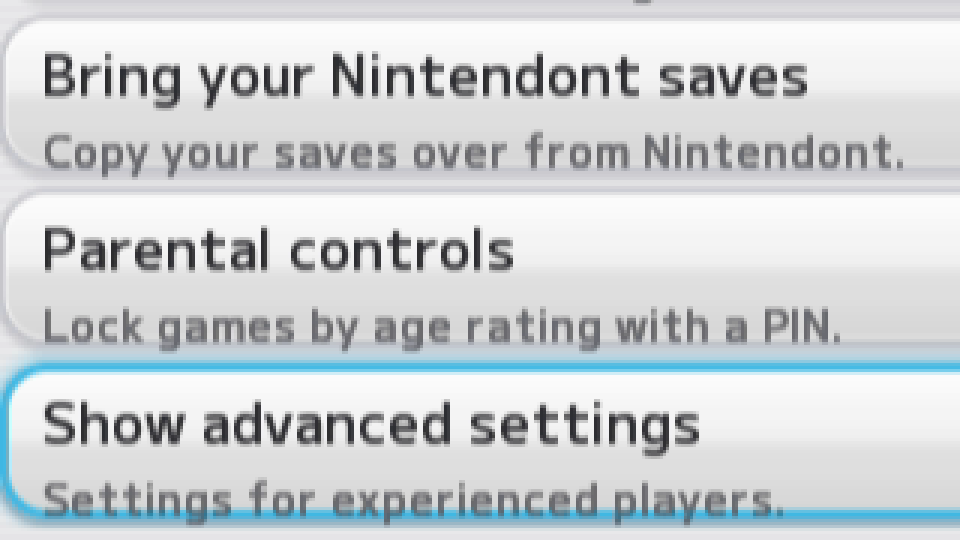 Bring your Nintendont saves
Copy your saves over from Nintendont.
Parental controls
Lock games by age rating with a PIN.
Show advanced settings
Settings for experienced players.